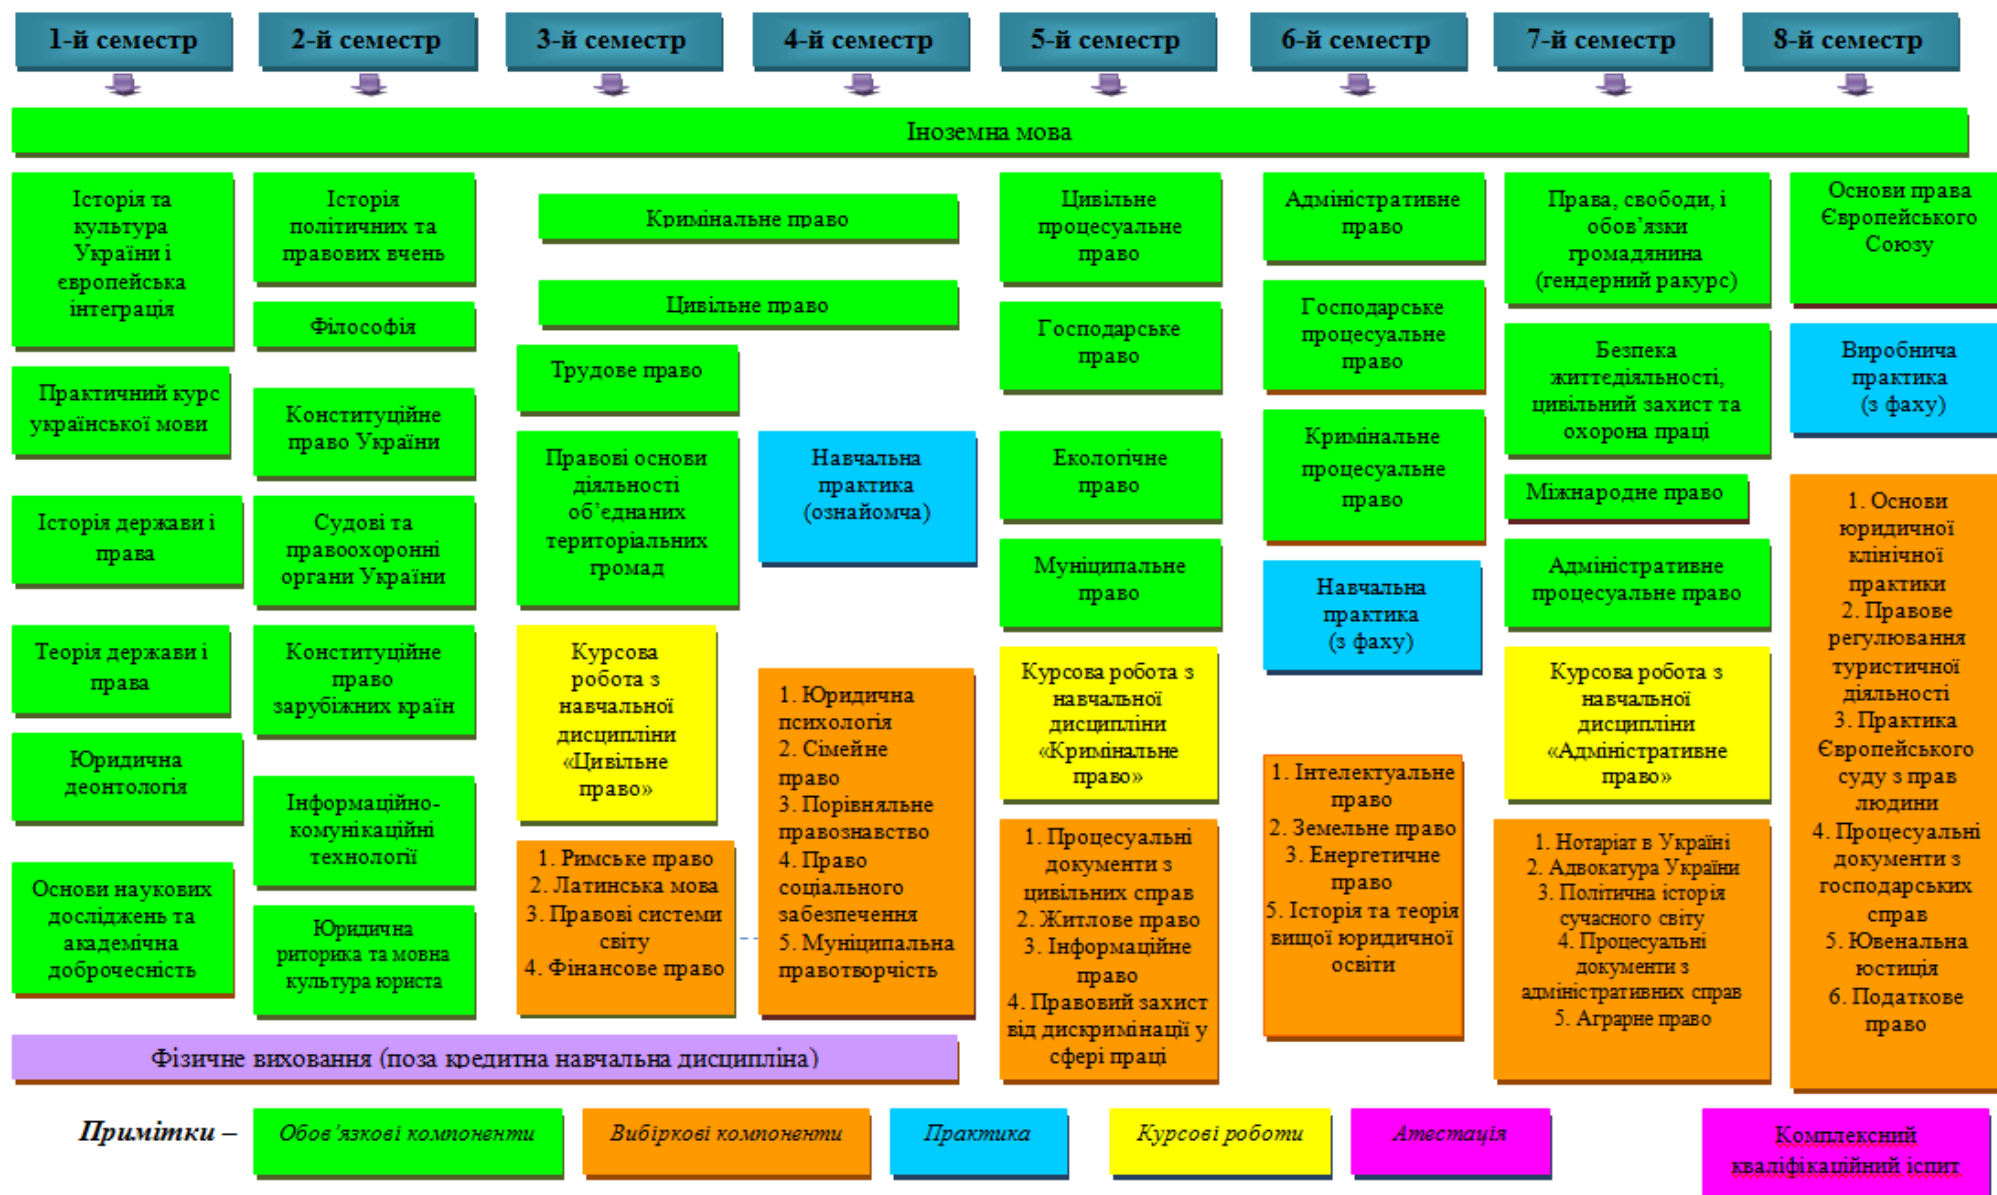 1-й семестр
2-й семестр
3-й семестр
4-й семестр
5-й семестр
6-й семестр
7-й семестр
8-й семестр
Іноземна мова
Історія та
культура
України і
європейська
інтеграція
Практичний курс
української мови
Історія держави і
права
Теорія держави і
права
Юридична
деонтологія
Основи наукових
досліджень та
академічна
доброчесність
Історія
політичних та
правових вчень
Філософія
Конституційне
право України
Судові та
правоохоронні
органи України
Конституційне
право
зарубіжних країн
Інформаційно-
комунікаційні
технології
Юридична
риторика та мовна
культура юриста
Кримінальне право
Цивільне право
Трудове право
Правові основи
діяльності
об’єднаних
територіальних
громад
Курсова
робота з
навчальної
дисципліни
«Цивільне
право»
1. Римське право
2. Латинська мова
3. Правові системи
світу
4. Фінансове право
Навчальна
практика
(ознайомча)
1. Юридична
психологія
2. Сімейне
право
3. Порівняльне
правознавство
4. Право
соціального
забезпечення
5. Муніципальна
правотворчість
Фізичне виховання (поза кредитна навчальна дисципліна)
Цивільне
процесуальне
право
Господарське
право
Екологічне
право
Муніципальне
право
Курсова робота з
навчальної
дисципліни
«Кримінальне
право»
1. Процесуальні
документи з
цивільних справ
2. Житлове право
3. Інформаційне
право
4. Правовий захист
від дискримінації у
сфері праці
Адміністративне
право
Господарське
процесуальне
право
Кримінальне
процесуальне
право
Навчальна
практика
(з фаху)
1. Інтелектуальне
право
2. Земельне право
3. Енергетичне
право
5. Історія та теорія
вищої юридичної
освіти
Права, свободи, і
обов’язки
громадянина
(гендерний ракурс)
Безпека
життєдіяльності,
цивільний захист та
охорона праці
Міжнародне право
Адміністративне
процесуальне право
Курсова робота з
навчальної
дисципліни
«Адміністративне
право»
1. Нотаріат в Україні
2. Адвокатура України
3. Політична історія
сучасного світу
4. Процесуальні
документи з
адміністративних справ
5. Аграрне право
Основи права
Європейського
Союзу
Виробнича
практика
(з фаху)
1. Основи
юридичної
клінічної
практики
2. Правове
регулювання
туристичної
діяльності
3. Практика
Європейського
суду з прав
людини
4. Процесуальні
документи з
господарських
справ
5. Ювенальна
юстиція
6. Податкове
право
Примітки –
Обов’язкові компоненти
Вибіркові компоненти
Практика
Курсові роботи
Атестація
Комплексний
кваліфікаційний іспит